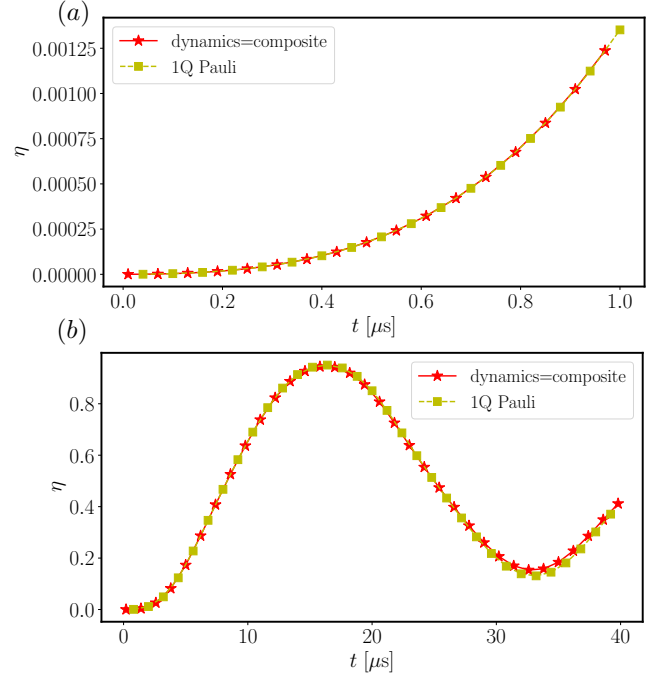 (a)
dynamics=composite
1Q Pauli
0.00125
0.00100
0.00075
0.00050
0.00025
0.00000
η
0.0 0.2 0.4 0.6 0.8 1.0
t [μs]
(b)
dynamics=composite
1Q Pauli
0.8
0.6
0.4
0.2
0.0
η
0 10 20 30 40
t [μs]